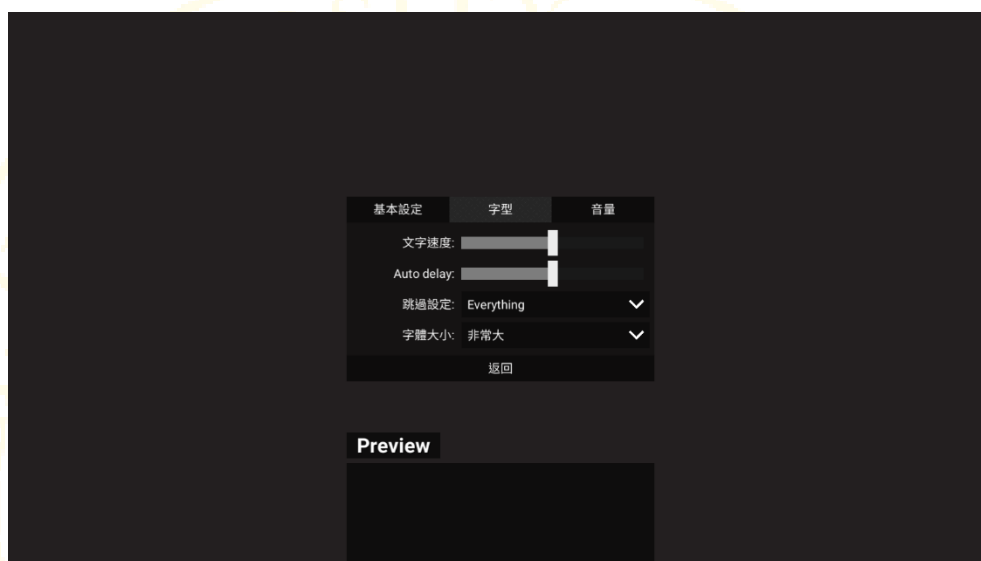 基本設定 字型 音量
文字速度:
Auto delay:
跳過設定: Everything
字體大小: 非常大
返回
Preview